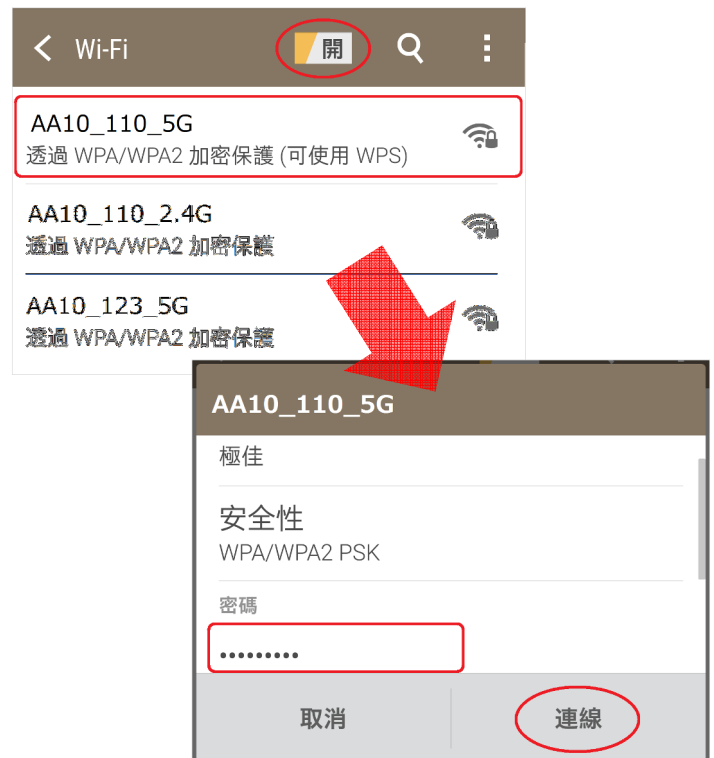 Wi-Fi
開
AA10_110_5G
透過 WPA/WPA2 加密保護 (可使用 WPS)
AA10_110_2.4G
透過 WPA/WPA2 加密保護
AA10_123_5G
透過 WPA/WPA2 加密保護
AA10_110_5G
極佳
安全性
WPA/WPA2 PSK
密碼
•••••••••
取消
連線